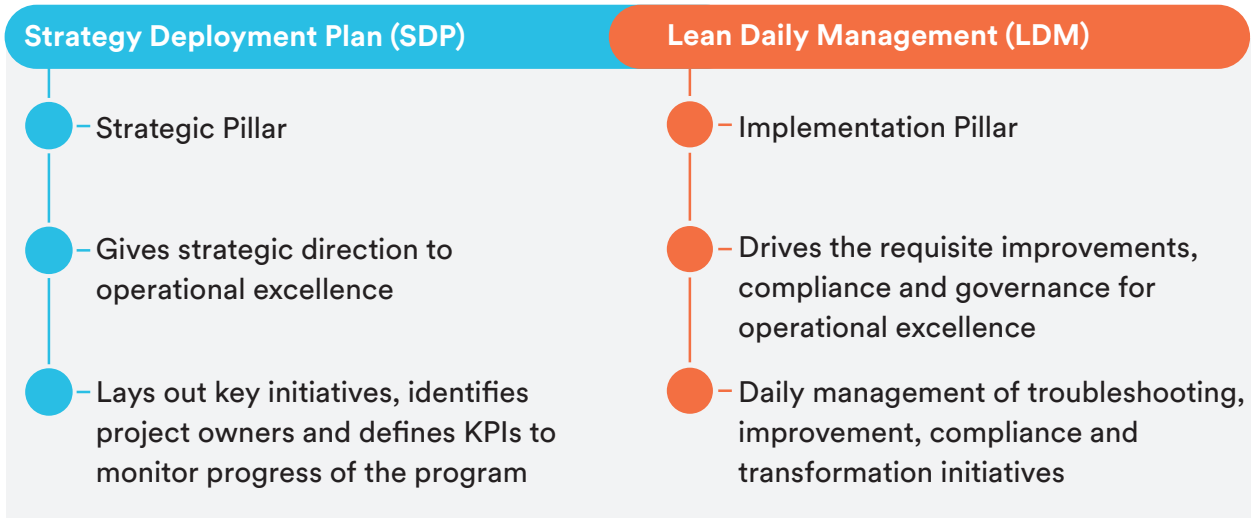 Strategy Deployment Plan (SDP)
Strategic Pillar
Gives strategic direction to
operational excellence
Lays out key initiatives, identifies
project owners and defines KPIs to
monitor progress of the program
Lean Daily Management (LDM)
Implementation Pillar
Drives the requisite improvements,
compliance and governance for
operational excellence
Daily management of troubleshooting,
improvement, compliance and
transformation initiatives